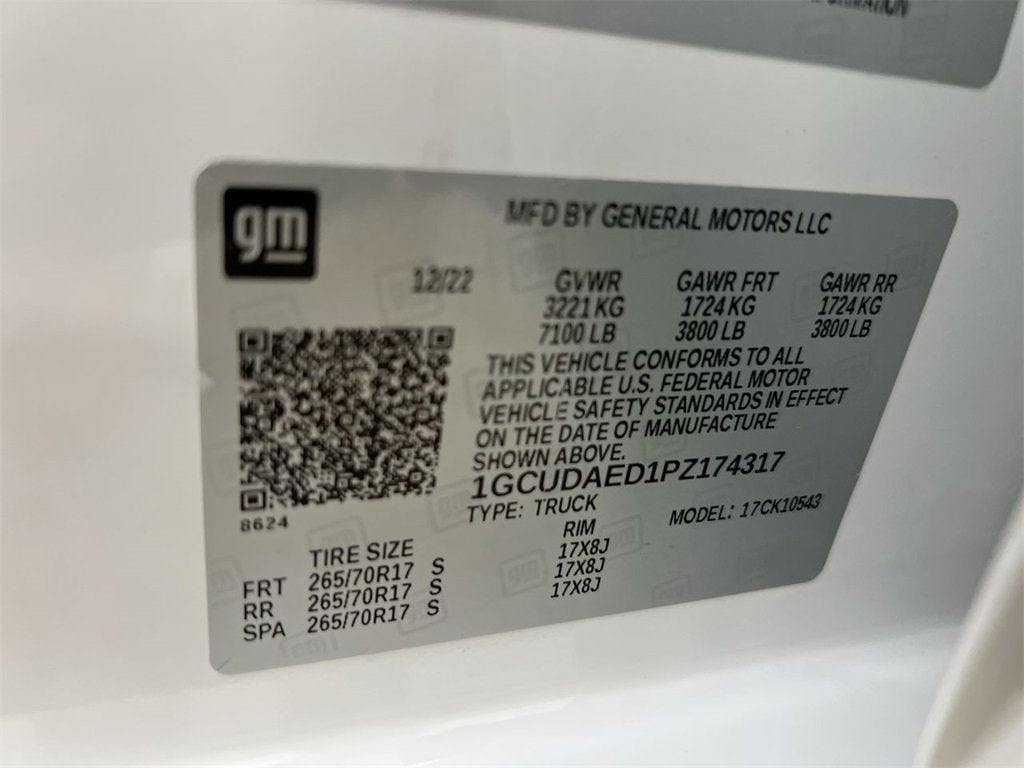 gm
MFD BY GENERAL MOTORS LLC
12/22 GVWR GAWR FRT GAWR RR
3221 KG 1724 KG 1724 KG
7100 LB 3800 LB 3800 LB
THIS VEHICLE CONFORMS TO ALL
APPLICABLE U.S. FEDERAL MOTOR
VEHICLE SAFETY STANDARDS IN EFFECT
ON THE DATE OF MANUFACTURE
SHOWN ABOVE.
1GCUDAED1PZ174317
8624
TYPE: TRUCK MODEL: 17CK10543
TIRE SIZE RIM
FRT 265/70R17 S 17X8J
RR 265/70R17 S 17X8J
SPA 265/70R17 S 17X8J